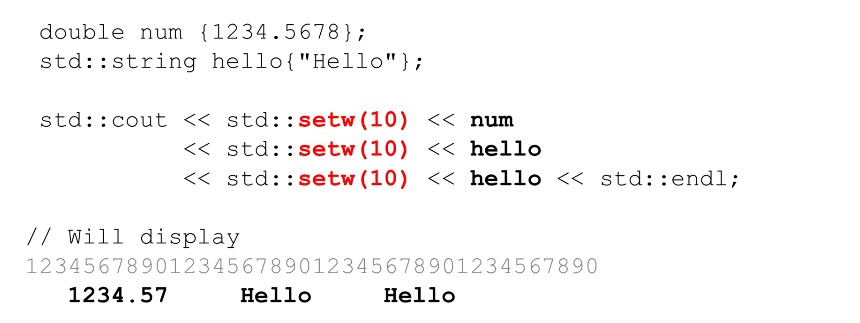 double num {1234.5678};
std::string hello{"Hello"};
std::cout << std::setw(10) << num
<< std::setw(10) << hello
<< std::setw(10) << hello << std::endl;
// Will display
1234567890123456789012345678901234567890
1234.57     Hello     Hello